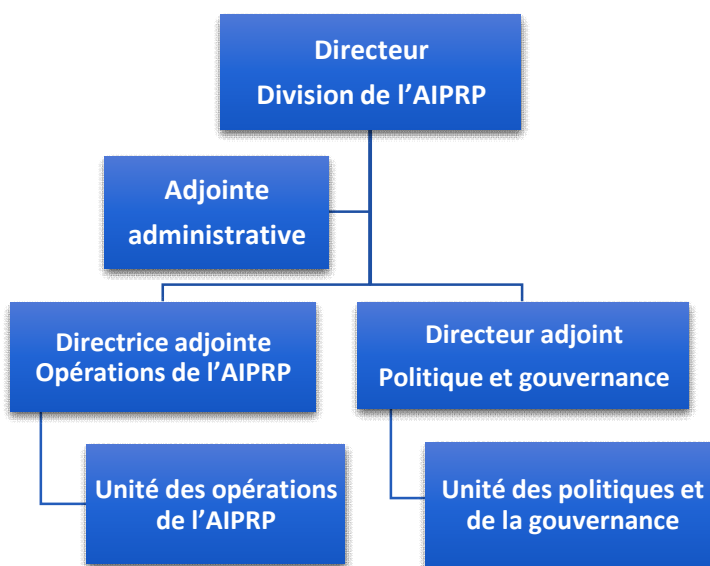 Directeur
Division de l’AIPRP
Adjointe
administrative
Directrice adjointe
Opérations de l’AIPRP
Directeur adjoint
Politique et gouvernance
Unité des opérations
de l’AIPRP
Unité des politiques et
de la gouvernance